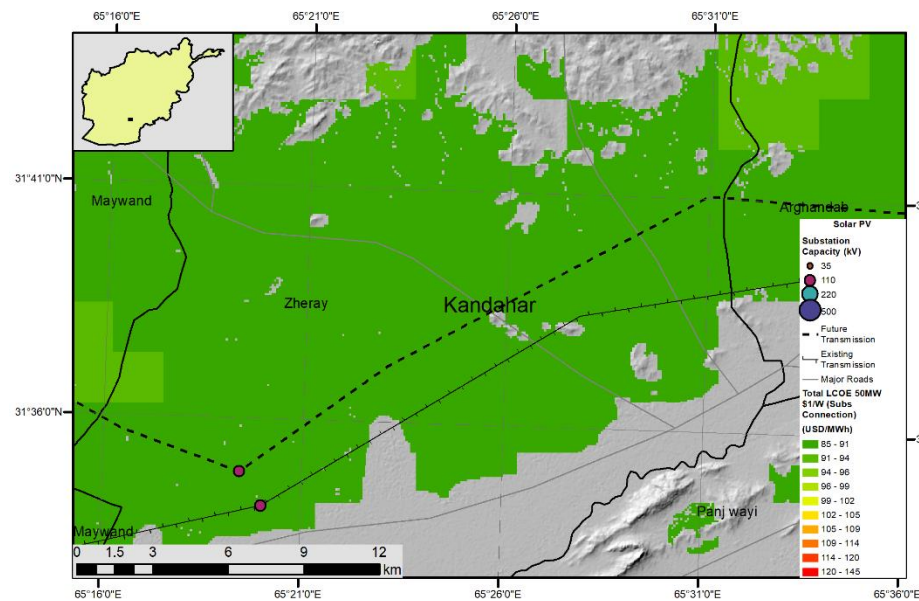 65°16'0"E 65°21'0"E 65°26'0"E 65°31'0"E
31°41'0"N
Maywand
Arghandab
Zheray
Kandahar
31°36'0"N
Panj wayi
Maywand
Solar PV
Substation
Capacity (kV)
35
110
220
500
Future
Transmission
Existing
Transmission
Major Roads
Total LCOE 50MW
$1/W (Subs
Connection)
(USD/MWh)
85 - 91
91 - 94
94 - 96
96 - 99
99 - 102
102 - 105
105 - 109
109 - 114
114 - 120
120 - 145
0 1.5 3 6 9 12
km
65°16'0"E 65°21'0"E 65°26'0"E 65°31'0"E 65°36'0"E